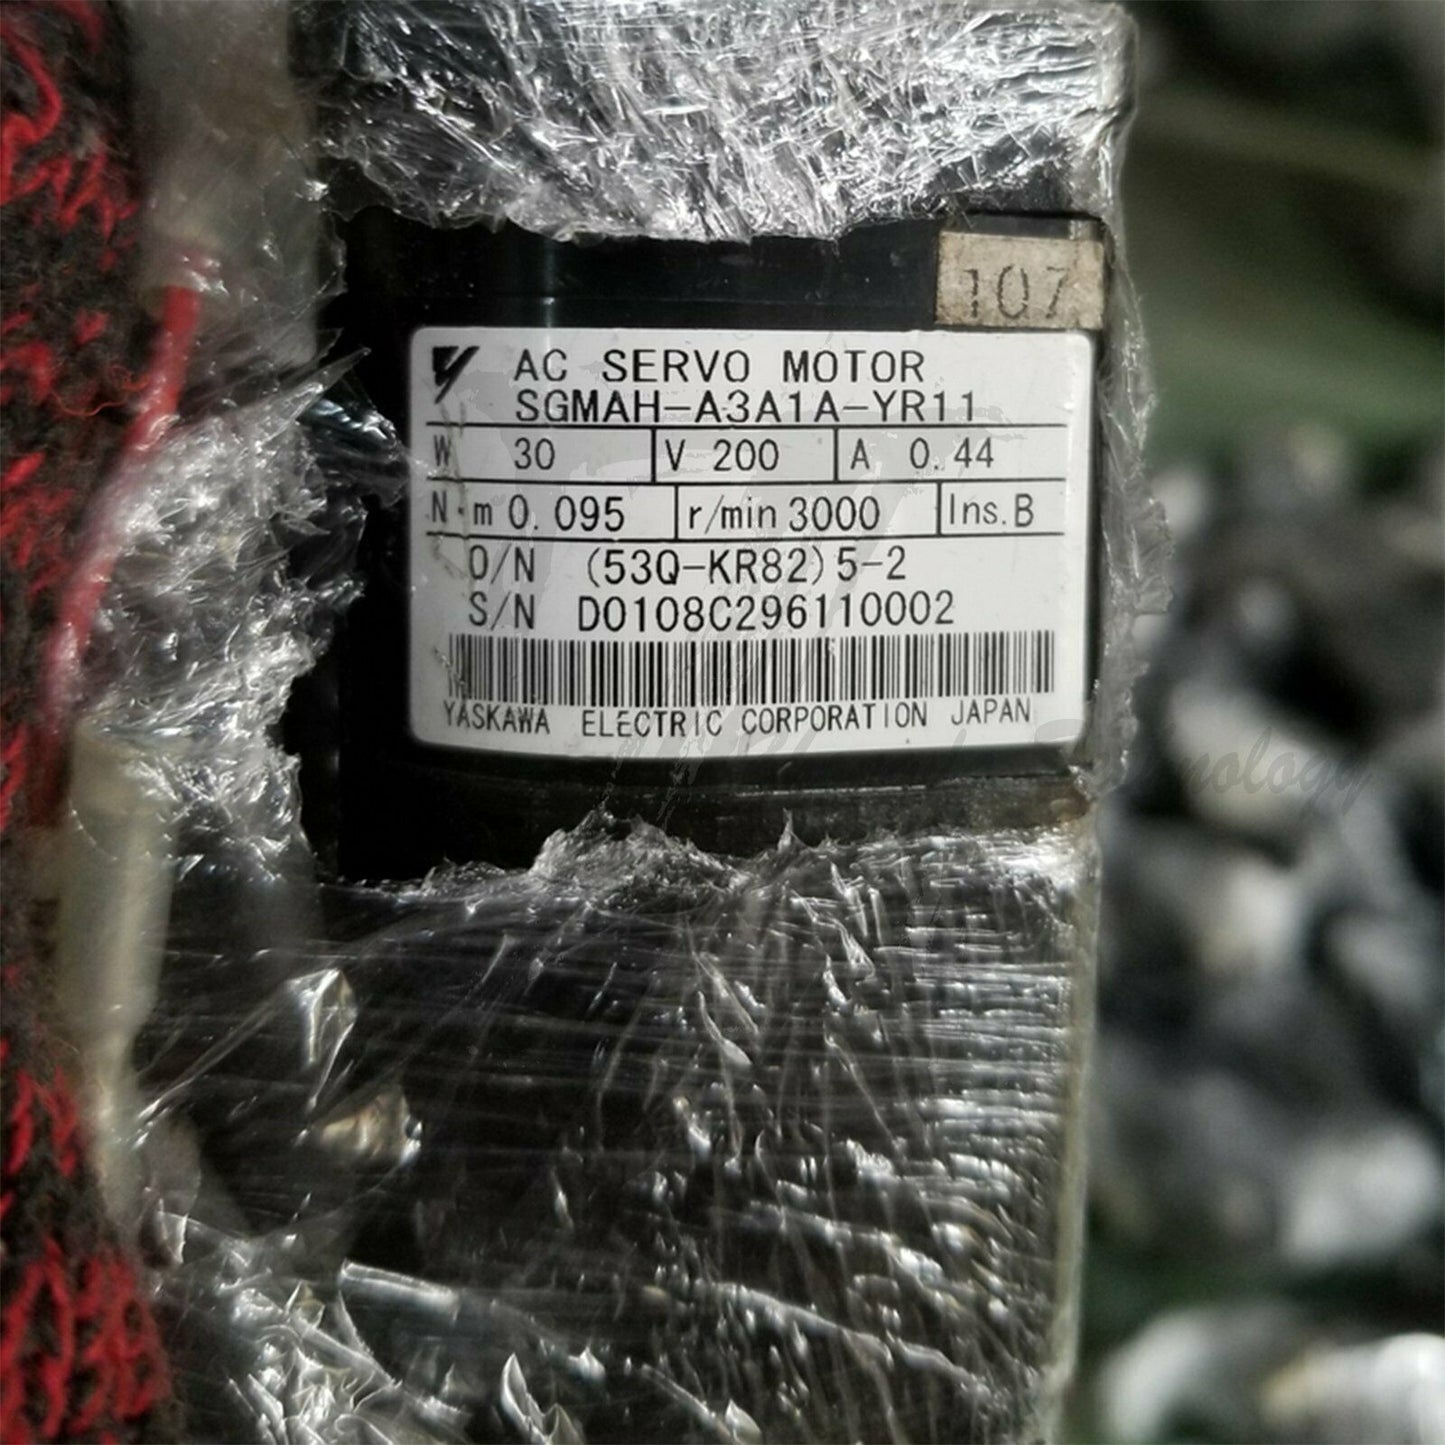 107
AC SERVO MOTOR
SGMAH-A3A1A-YR11
W 30 V 200 A 0.44
N·m 0.095 r/min 3000 Ins.B
O/N (53Q-KR82)5-2
S/N D0108C296110002
YASKAWA ELECTRIC CORPORATION JAPAN